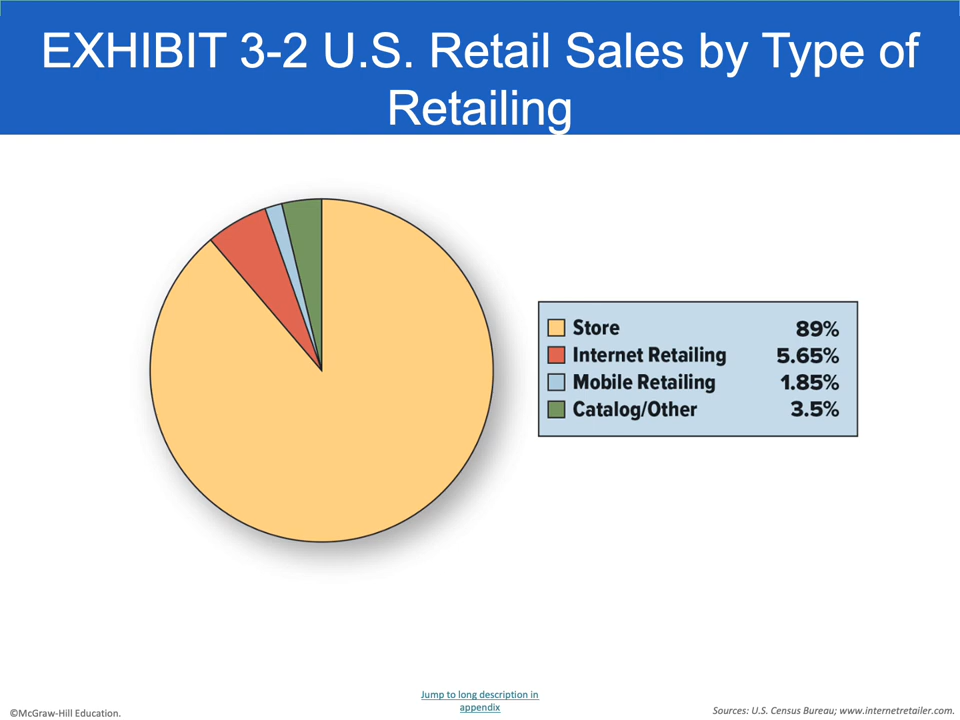 EXHIBIT 3-2 U.S. Retail Sales by Type of
Retailing
Store 89%
Internet Retailing 5.65%
Mobile Retailing 1.85%
Catalog/Other 3.5%
Jump to long description in
appendix
©McGraw-Hill Education.
Sources: U.S. Census Bureau; www.internetretailer.com.